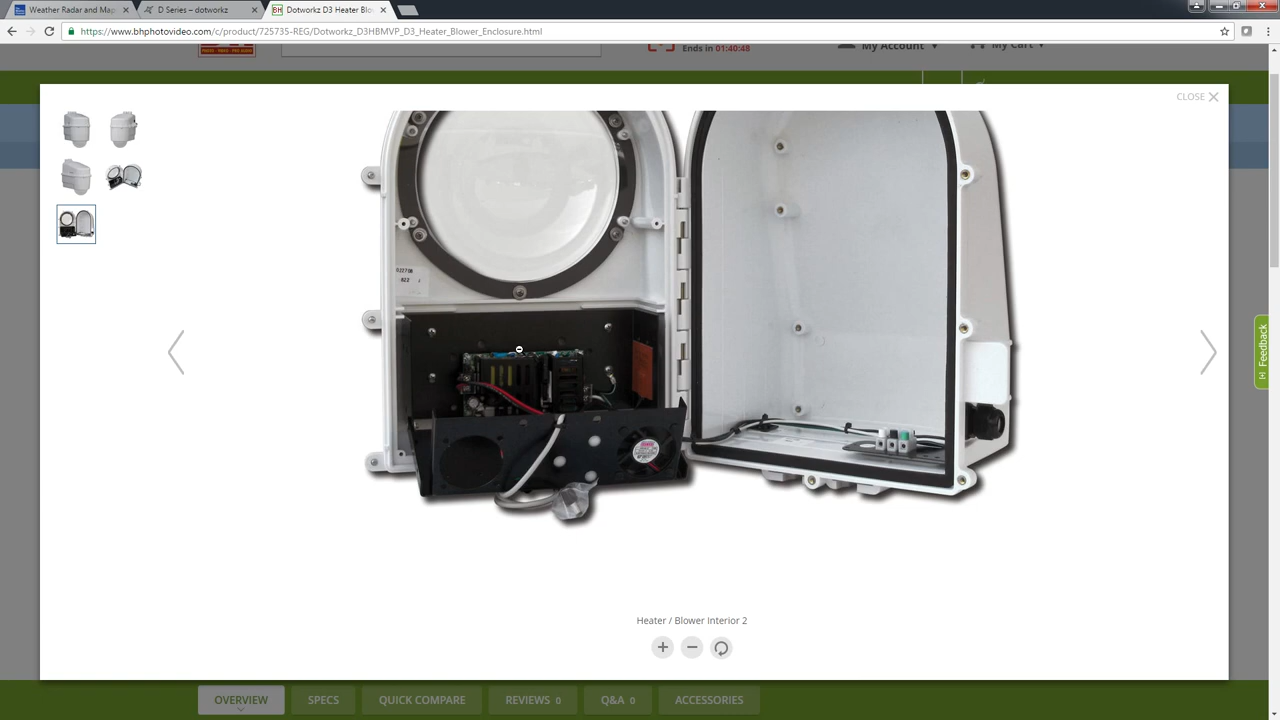 Weather Radar and Map
D Series – dotworkz
BH
Dotworkz D3 Heater Blo
https://www.bhphotovideo.com/c/product/725735-REG/Dotworkz_D3HBMVP_D3_Heater_Blower_Enclosure.html
Ends in 01:40:48
My Account
My Cart
CLOSE
Feedback
Heater / Blower Interior 2
OVERVIEW
SPECS
QUICK COMPARE
REVIEWS 0
Q&A 0
ACCESSORIES